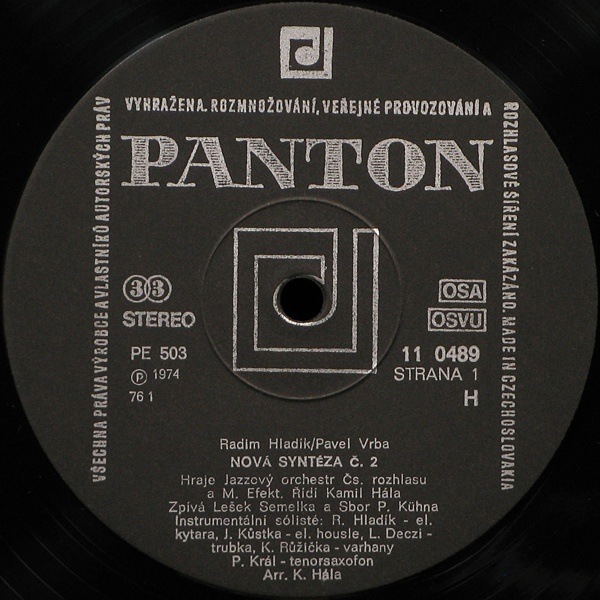 VŠECHNA PRÁVA VÝROBCE A VLASTNÍKŮ AUTORSKÝCH PRÁV
VYHRAŽENA. ROZMNOŽOVÁNÍ, VEŘEJNÉ PROVOZOVÁNÍ A
ROZHLASOVÉ ŠÍŘENÍ ZAKÁZÁNO. MADE IN CZECHOSLOVAKIA
PANTON
33
STEREO
OSA
OSVU
PE 503
℗ 1974
76 1
11 0489
STRANA 1
H
Radim Hladík/Pavel Vrba
NOVÁ SYNTÉZA Č. 2
Hraje Jazzový orchestr Čs. rozhlasu
a M. Efekt. Řídí Kamil Hála
Zpívá Lešek Semelka a Sbor P. Kühna
Instrumentální sólisté: R. Hladík - el.
kytara, J. Kůstka - el. housle, L. Deczi -
trubka, K. Růžička - varhany
P. Král - tenorsaxofon
Arr. K. Hála